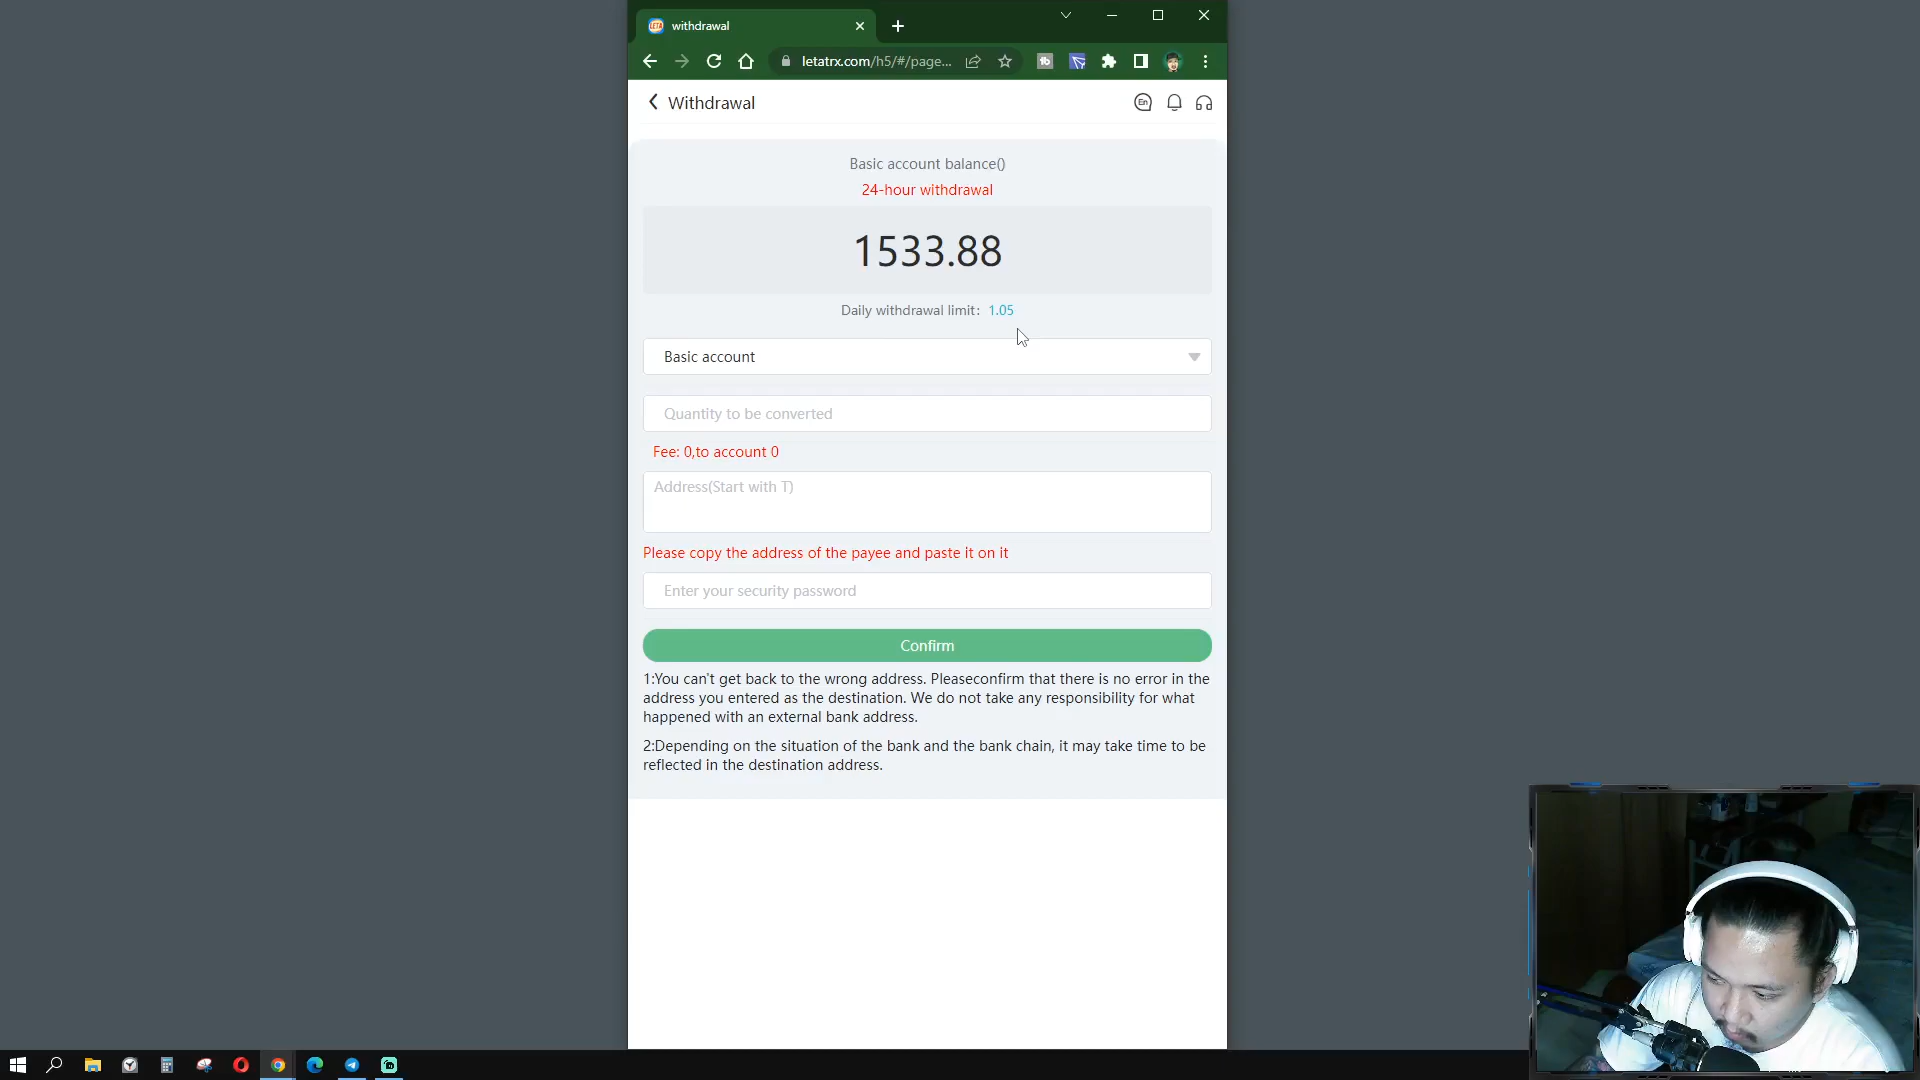 withdrawal
letatrx.com/h5/#/page...
Withdrawal
En
Basic account balance()
24-hour withdrawal
1533.88
Daily withdrawal limit: 1.05
Basic account
Quantity to be converted
Fee: 0,to account 0
Address(Start with T)
Please copy the address of the payee and paste it on it
Enter your security password
Confirm
1:You can't get back to the wrong address. Pleaseconfirm that there is no error in the
address you entered as the destination. We do not take any responsibility for what
happened with an external bank address.
2:Depending on the situation of the bank and the bank chain, it may take time to be
reflected in the destination address.